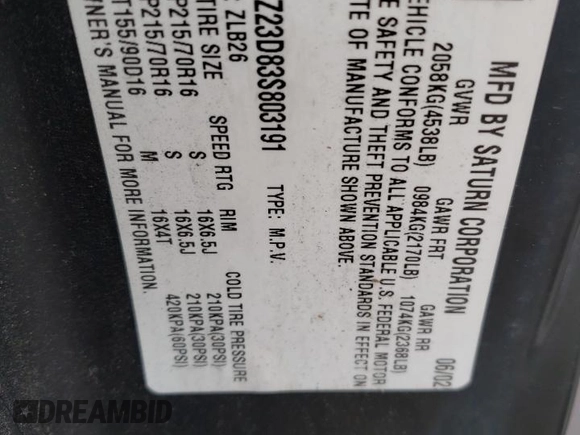 MFD BY SATURN CORPORATION 06/02
GVWR GAWR FRT GAWR RR
2058KG(4538LB) 0984KG(2170LB) 1074KG(2368LB)
VEHICLE CONFORMS TO ALL APPLICABLE U.S. FEDERAL MOTOR
E SAFETY AND THEFT PREVENTION STANDARDS IN EFFECT ON
TE OF MANUFACTURE SHOWN ABOVE.
Z23D83S803191 TYPE: M.P.V.
: ZLB26
TIRE SIZE SPEED RTG RIM COLD TIRE PRESSURE
P215/70R16 S 16X6.5J 210KPA(30PSI)
P215/70R16 S 16X6.5J 210KPA(30PSI)
T155/90D16 M 16X4T 420KPA(60PSI)
NER'S MANUAL FOR MORE INFORMATION.
DREAMBID